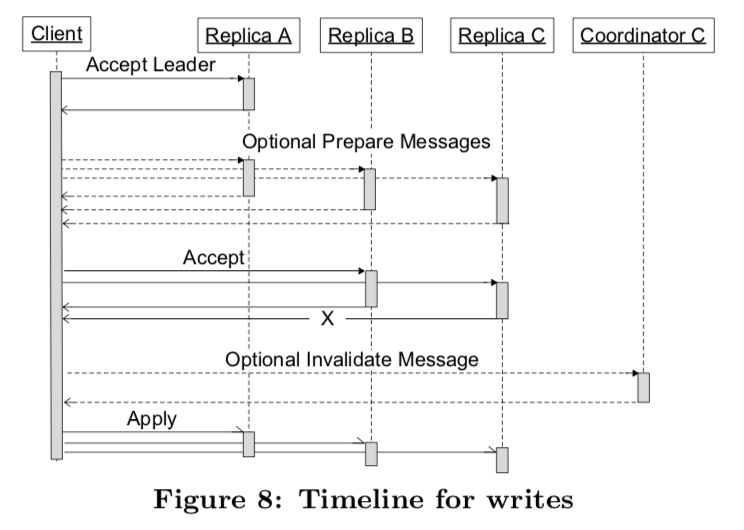 Client
Replica A
Replica B
Replica C
Coordinator C
Accept Leader
Optional Prepare Messages
Accept
X
Optional Invalidate Message
Apply
Figure 8: Timeline for writes